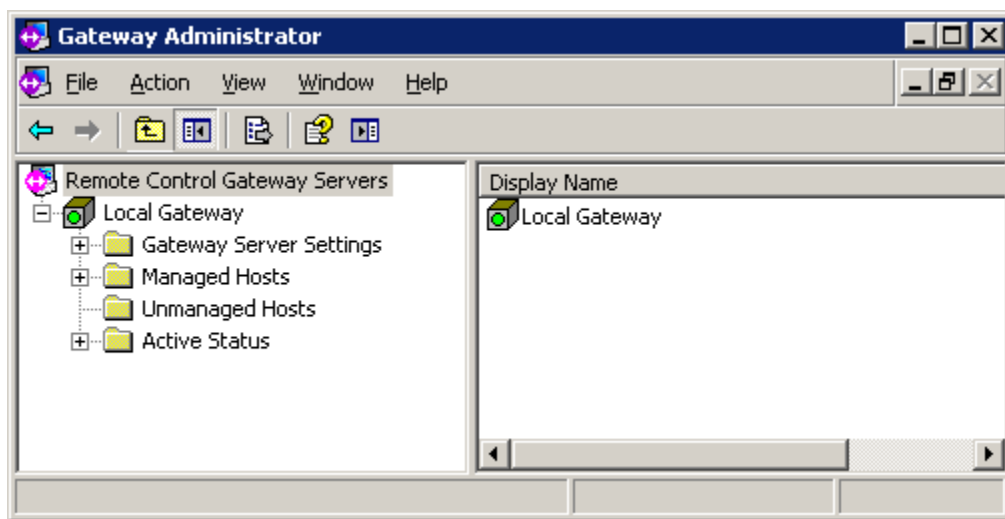 Gateway Administrator
File Action View Window Help
Remote Control Gateway Servers
Local Gateway
Gateway Server Settings
Managed Hosts
Unmanaged Hosts
Active Status
Display Name
Local Gateway